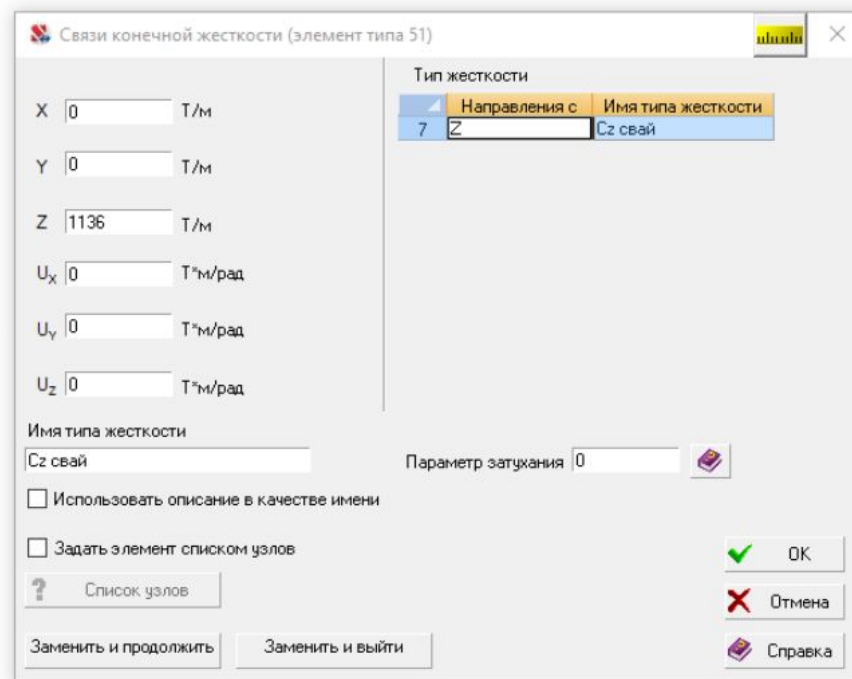 Связи конечной жесткости (элемент типа 51)
Тип жесткости
Направления с Имя типа жесткости
7 Z Cz свай
X 0 Т/м
Y 0 Т/м
Z 1136 Т/м
UX 0 Т*м/рад
UY 0 Т*м/рад
UZ 0 Т*м/рад
Имя типа жесткости
Cz свай
Параметр затухания 0
Использовать описание в качестве имени
Задать элемент списком узлов
? Список узлов
Заменить и продолжить Заменить и выйти
OK
Отмена
Справка